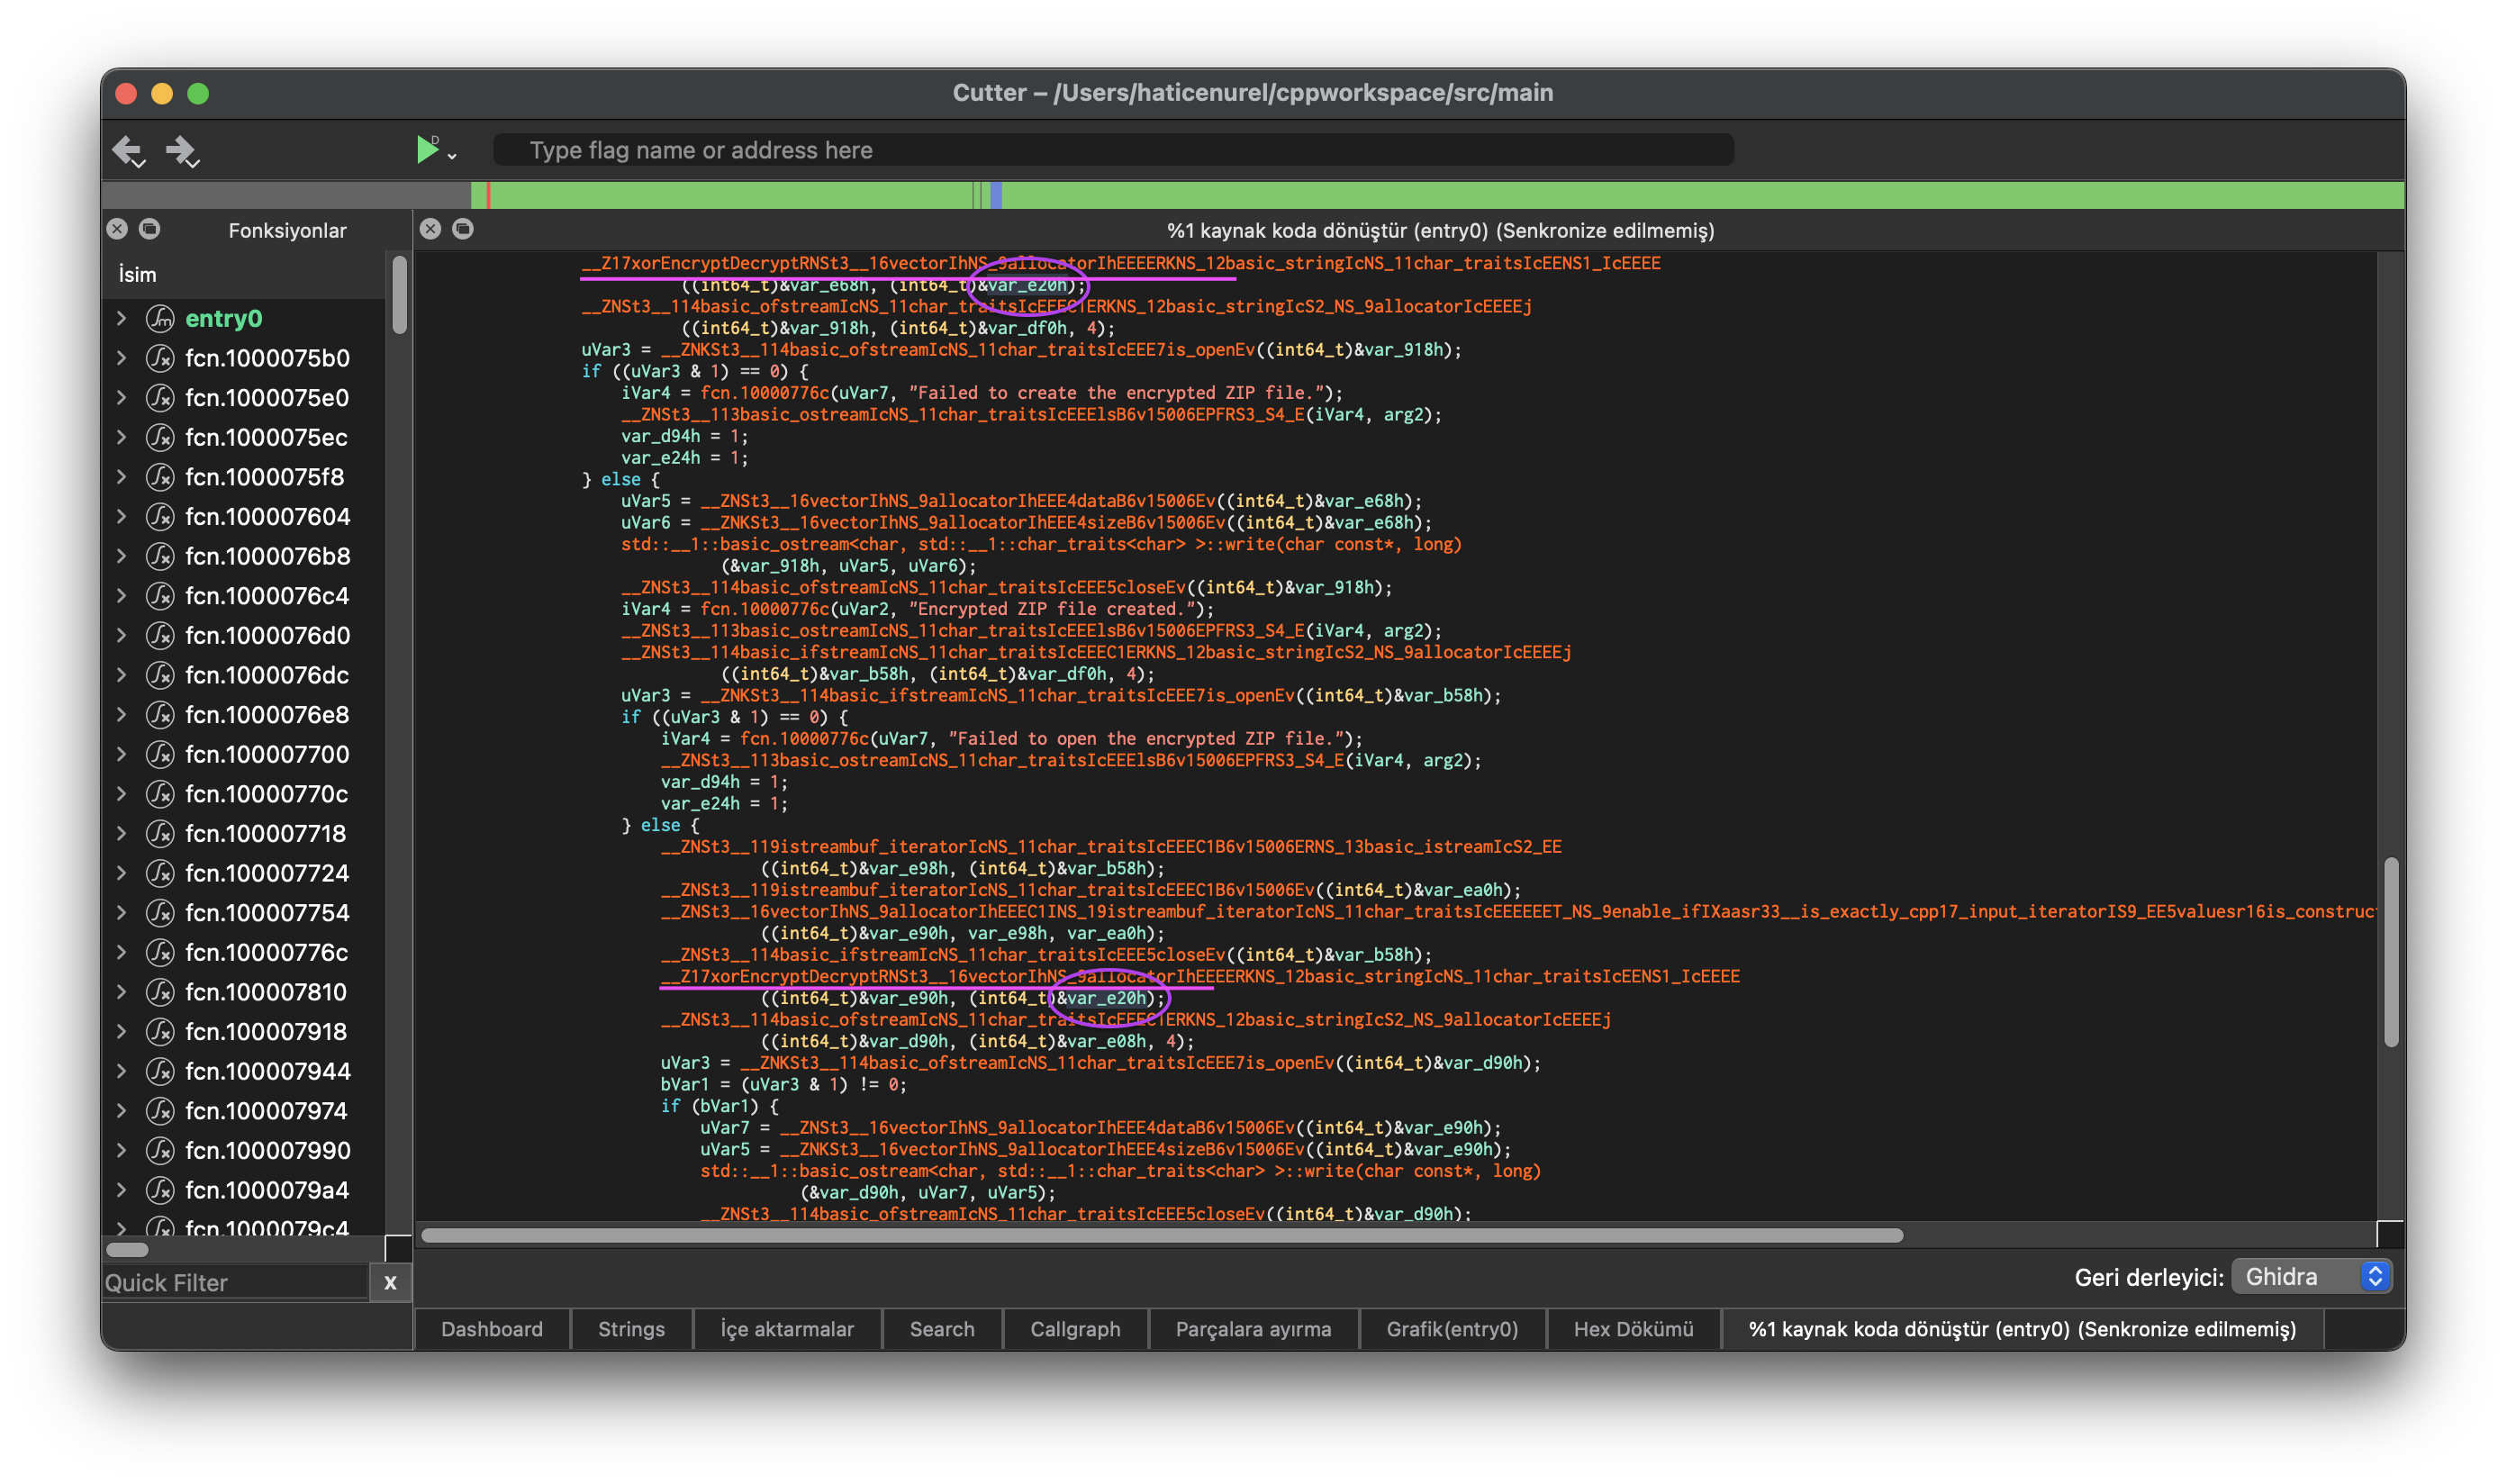 Cutter – /Users/haticenurel/cppworkspace/src/main
Type flag name or address here
Fonksiyonlar
%1 kaynak koda dönüştür (entry0) (Senkronize edilmemiş)
İsim
entry0
fcn.1000075b0
fcn.1000075e0
fcn.1000075ec
fcn.1000075f8
fcn.100007604
fcn.1000076b8
fcn.1000076c4
fcn.1000076d0
fcn.1000076dc
fcn.1000076e8
fcn.100007700
fcn.10000770c
fcn.100007718
fcn.100007724
fcn.100007754
fcn.10000776c
fcn.100007810
fcn.100007918
fcn.100007944
fcn.100007974
fcn.100007990
fcn.1000079a4
fcn.1000079c4
Quick Filter
x
__Z17xorEncryptDecryptRNSt3__16vectorIhNS_9allocatorIhEEEERKNS_12basic_stringIcNS_11char_traitsIcEENS1_IcEEEE
((int64_t)&var_e68h, (int64_t)&var_e20h);
__ZNSt3__114basic_ofstreamIcNS_11char_traitsIcEEEC1ERKNS_12basic_stringIcS2_NS_9allocatorIcEEEEj
((int64_t)&var_918h, (int64_t)&var_df0h, 4);
uVar3 = __ZNKSt3__114basic_ofstreamIcNS_11char_traitsIcEEE7is_openEv((int64_t)&var_918h);
if ((uVar3 & 1) == 0) {
iVar4 = fcn.10000776c(uVar7, "Failed to create the encrypted ZIP file.");
__ZNSt3__113basic_ostreamIcNS_11char_traitsIcEEElsB6v15006EPFRS3_S4_E(iVar4, arg2);
var_d94h = 1;
var_e24h = 1;
} else {
uVar5 = __ZNSt3__16vectorIhNS_9allocatorIhEEE4dataB6v15006Ev((int64_t)&var_e68h);
uVar6 = __ZNKSt3__16vectorIhNS_9allocatorIhEEE4sizeB6v15006Ev((int64_t)&var_e68h);
std::__1::basic_ostream<char, std::__1::char_traits<char> >::write(char const*, long)
(&var_918h, uVar5, uVar6);
__ZNSt3__114basic_ofstreamIcNS_11char_traitsIcEEE5closeEv((int64_t)&var_918h);
iVar4 = fcn.10000776c(uVar2, "Encrypted ZIP file created.");
__ZNSt3__113basic_ostreamIcNS_11char_traitsIcEEElsB6v15006EPFRS3_S4_E(iVar4, arg2);
__ZNSt3__114basic_ifstreamIcNS_11char_traitsIcEEEC1ERKNS_12basic_stringIcS2_NS_9allocatorIcEEEEj
((int64_t)&var_b58h, (int64_t)&var_df0h, 4);
uVar3 = __ZNKSt3__114basic_ifstreamIcNS_11char_traitsIcEEE7is_openEv((int64_t)&var_b58h);
if ((uVar3 & 1) == 0) {
iVar4 = fcn.10000776c(uVar7, "Failed to open the encrypted ZIP file.");
__ZNSt3__113basic_ostreamIcNS_11char_traitsIcEEElsB6v15006EPFRS3_S4_E(iVar4, arg2);
var_d94h = 1;
var_e24h = 1;
} else {
__ZNSt3__119istreambuf_iteratorIcNS_11char_traitsIcEEEC1B6v15006ERNS_13basic_istreamIcS2_EE
((int64_t)&var_e98h, (int64_t)&var_b58h);
__ZNSt3__119istreambuf_iteratorIcNS_11char_traitsIcEEEC1B6v15006Ev((int64_t)&var_ea0h);
__ZNSt3__16vectorIhNS_9allocatorIhEEEC1INS_19istreambuf_iteratorIcNS_11char_traitsIcEEEEEET_NS_9enable_ifIXaasr33__is_exactly_cpp17_input_iteratorIS9_EE5valuesr16is_construc
((int64_t)&var_e90h, var_e98h, var_ea0h);
__ZNSt3__114basic_ifstreamIcNS_11char_traitsIcEEE5closeEv((int64_t)&var_b58h);
__Z17xorEncryptDecryptRNSt3__16vectorIhNS_9allocatorIhEEEERKNS_12basic_stringIcNS_11char_traitsIcEENS1_IcEEEE
((int64_t)&var_e90h, (int64_t)&var_e20h);
__ZNSt3__114basic_ofstreamIcNS_11char_traitsIcEEEC1ERKNS_12basic_stringIcS2_NS_9allocatorIcEEEEj
((int64_t)&var_d90h, (int64_t)&var_e08h, 4);
uVar3 = __ZNKSt3__114basic_ofstreamIcNS_11char_traitsIcEEE7is_openEv((int64_t)&var_d90h);
bVar1 = (uVar3 & 1) != 0;
if (bVar1) {
uVar7 = __ZNSt3__16vectorIhNS_9allocatorIhEEE4dataB6v15006Ev((int64_t)&var_e90h);
uVar5 = __ZNKSt3__16vectorIhNS_9allocatorIhEEE4sizeB6v15006Ev((int64_t)&var_e90h);
std::__1::basic_ostream<char, std::__1::char_traits<char> >::write(char const*, long)
(&var_d90h, uVar7, uVar5);
__ZNSt3__114basic_ofstreamIcNS_11char_traitsIcEEE5closeEv((int64_t)&var_d90h);
Geri derleyici: Ghidra
Dashboard Strings İçe aktarmalar Search Callgraph Parçalara ayırma Grafik(entry0) Hex Dökümü %1 kaynak koda dönüştür (entry0) (Senkronize edilmemiş)